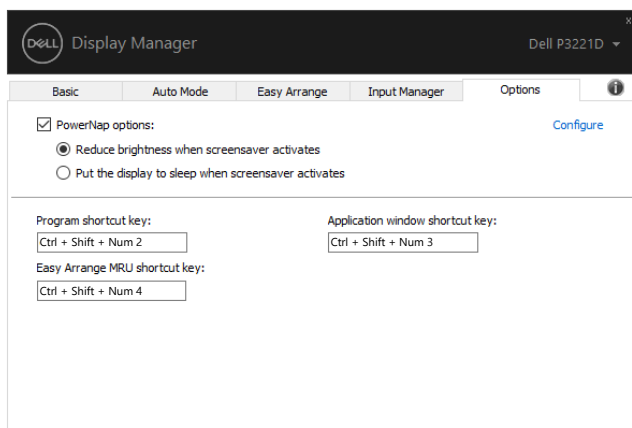 x
DELL Display Manager Dell P3221D
Basic Auto Mode Easy Arrange Input Manager Options i
PowerNap options: Configure
Reduce brightness when screensaver activates
Put the display to sleep when screensaver activates
Program shortcut key: Application window shortcut key:
Ctrl + Shift + Num 2 Ctrl + Shift + Num 3
Easy Arrange MRU shortcut key:
Ctrl + Shift + Num 4